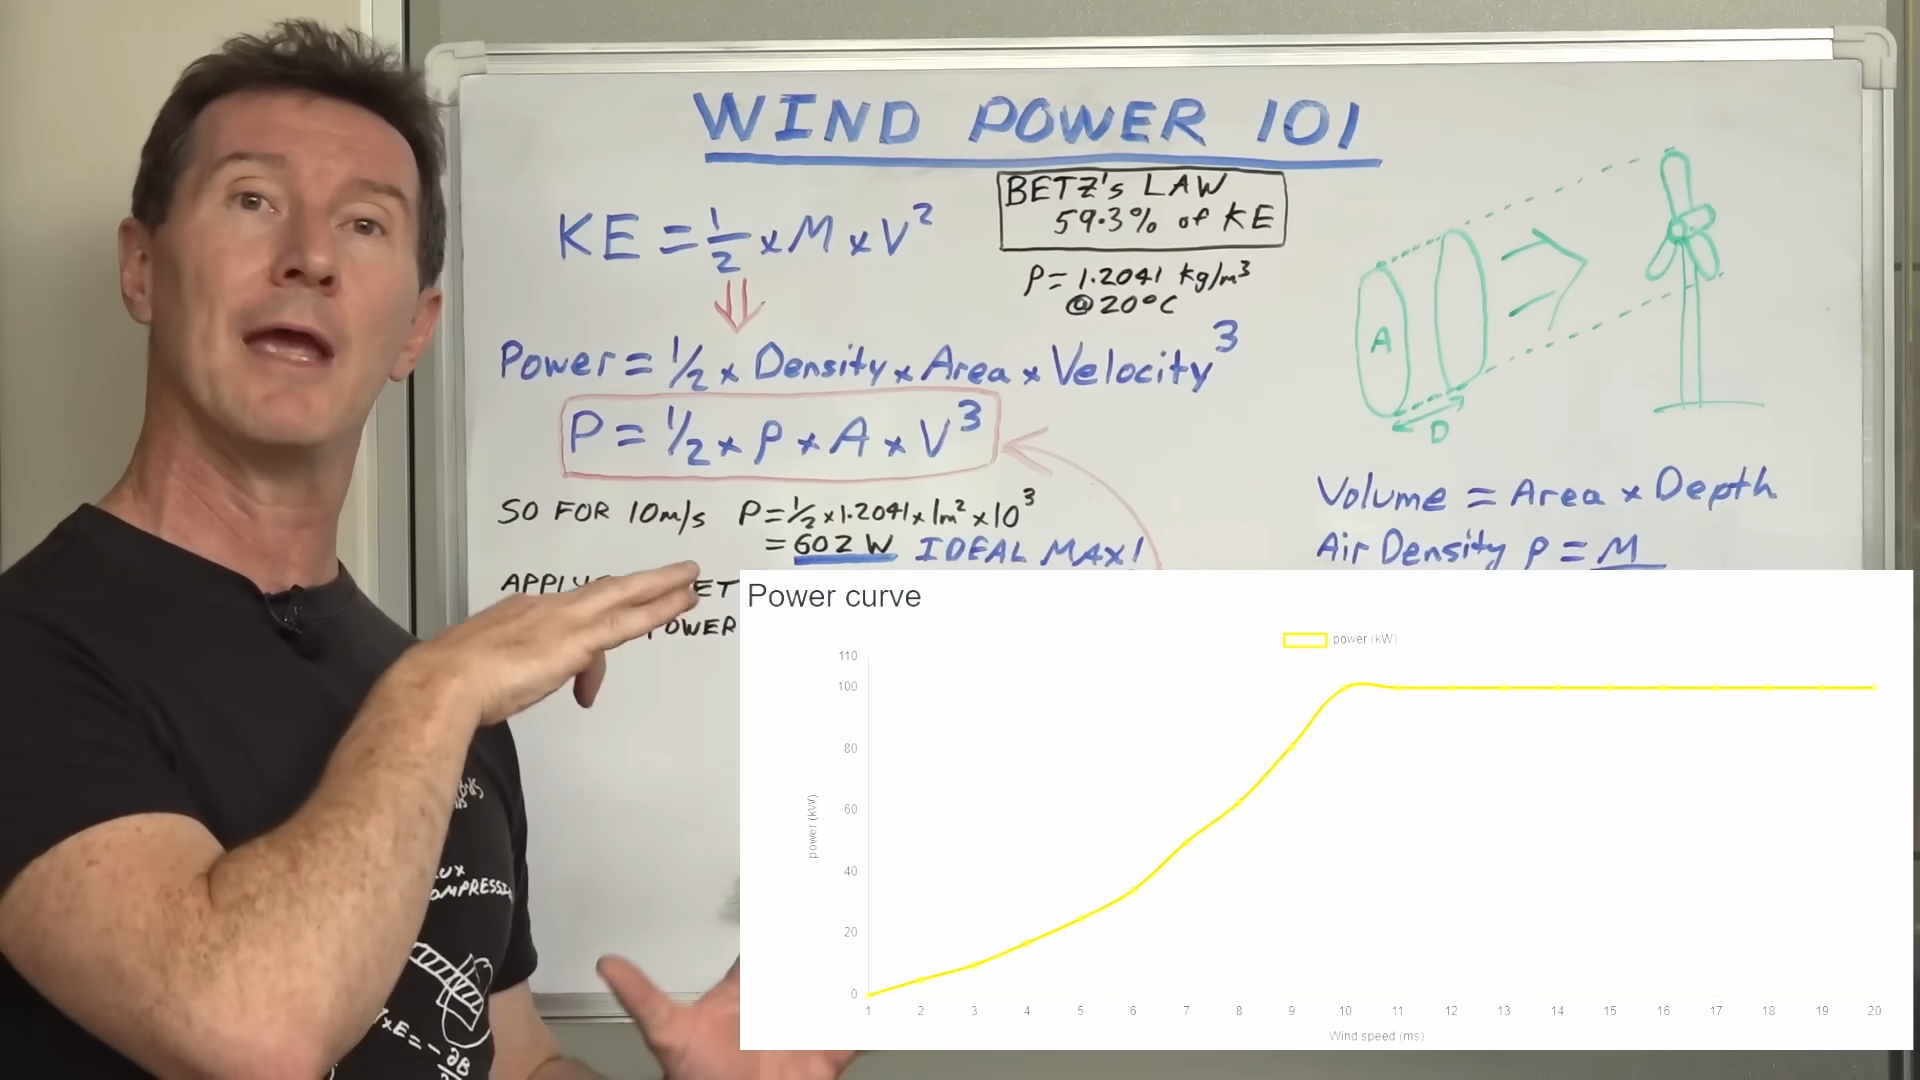 WIND POWER 101
BETZ's LAW
59.3% of KE
KE = 1/2 x M x V²
ρ = 1.2041 kg/m³
@20°C
Power = 1/2 x Density x Area x Velocity³
P = 1/2 x ρ x A x V³
A
D
SO FOR 10m/s P = 1/2 x 1.2041 x 1m² x 10³
= 602 W IDEAL MAX!
Volume = Area x Depth
Air Density ρ = M
POWER
Power curve
power (kW)
110
100
80
60
40
20
0
power (kW)
1 2 3 4 5 6 7 8 9 10 11 12 13 14 15 16 17 18 19 20
Wind speed (ms)